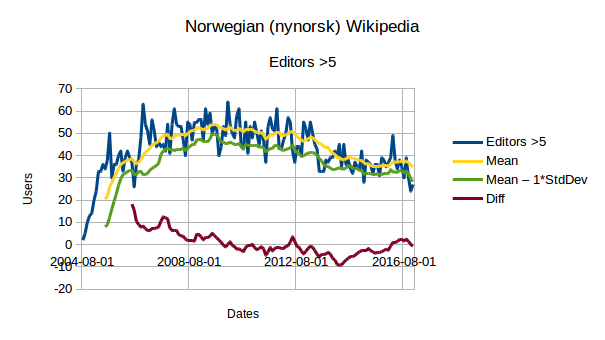 Norwegian (nynorsk) Wikipedia
Editors >5
70
60
50
40
30
20
10
0
-10
-20
2004-08-01
2008-08-01
2012-08-01
2016-08-01
Users
Dates
Editors >5
Mean
Mean – 1*StdDev
Diff